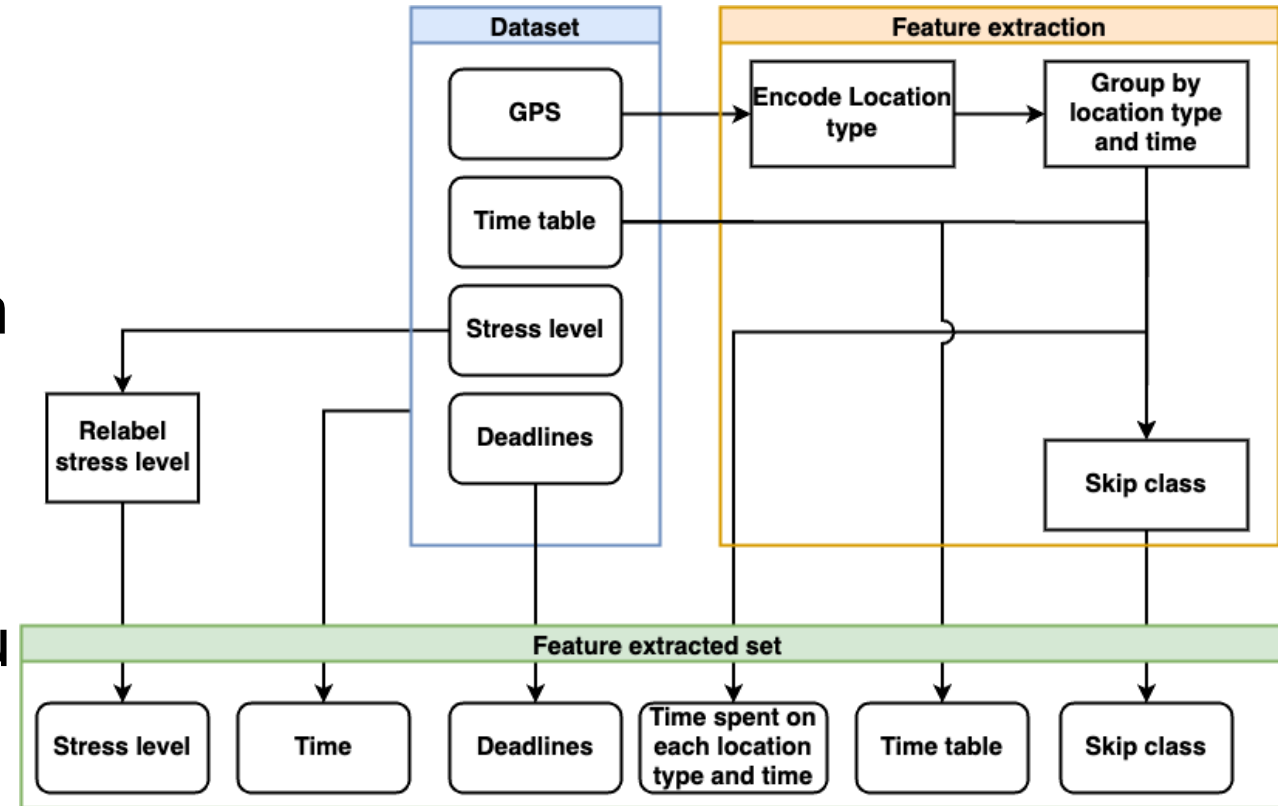 Dataset
Feature extraction
GPS
Encode Location
type
Group by
location type
and time
Time table
Stress level
Relabel
stress level
Deadlines
Skip class
Feature extracted set
Stress level
Time
Deadlines
Time spent on
each location
type and time
Time table
Skip class